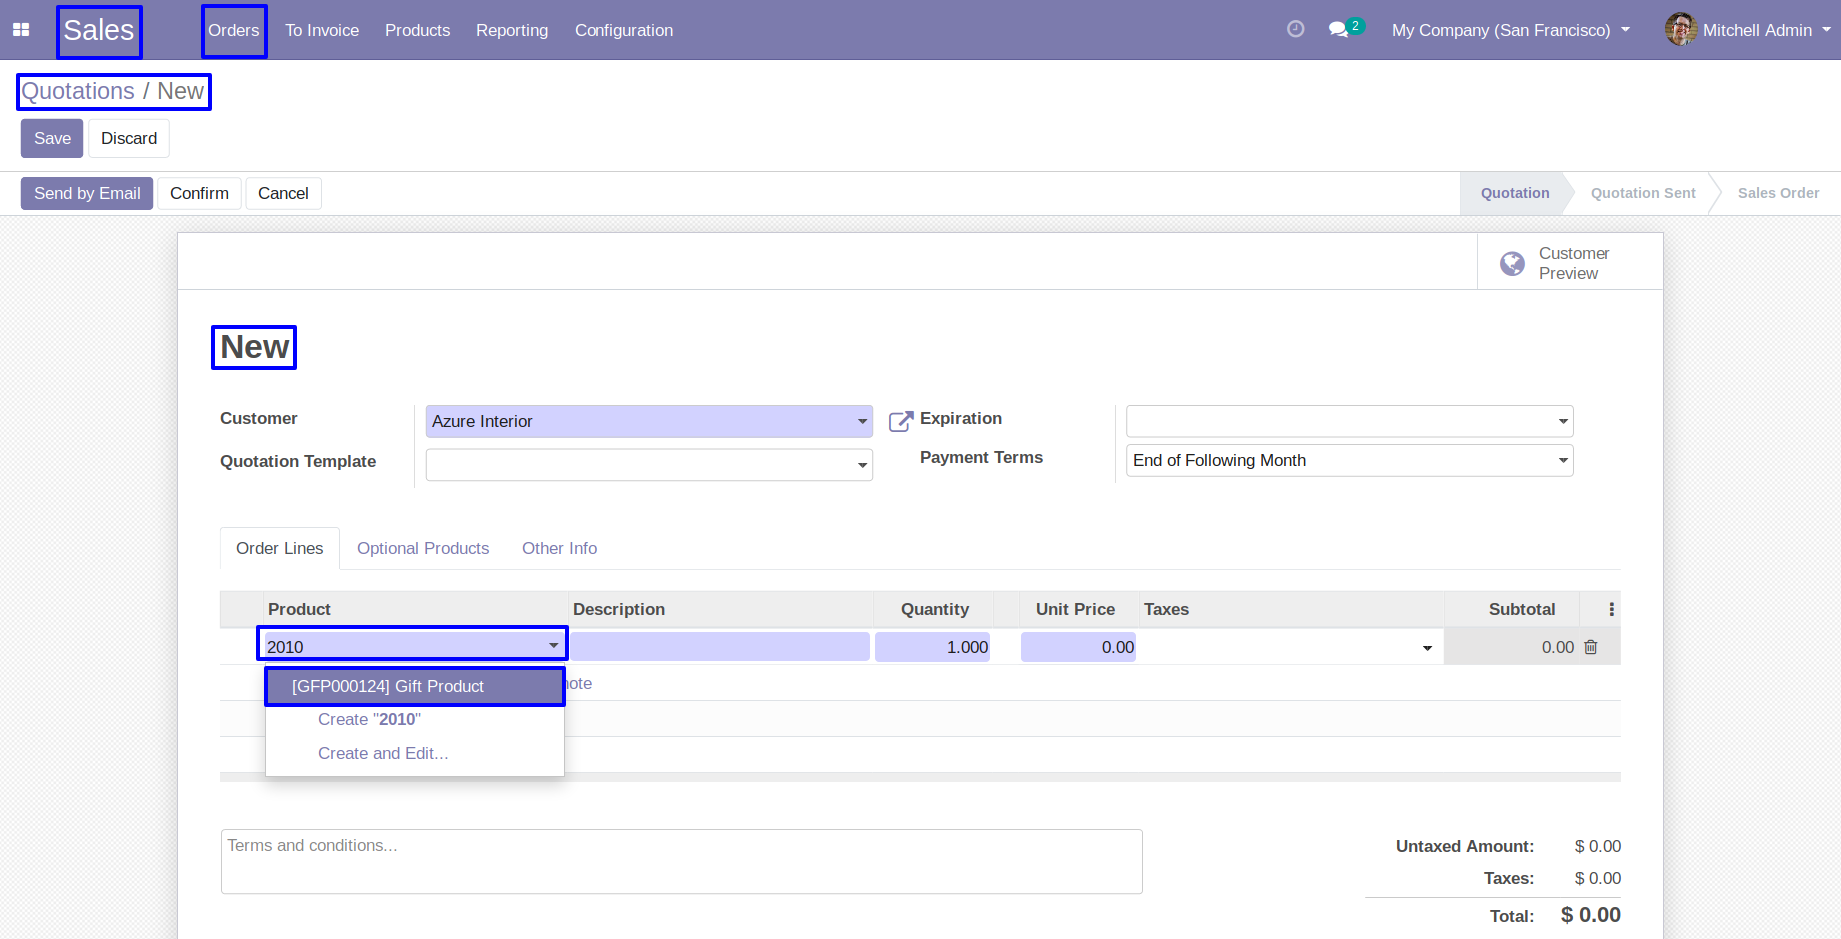 Sales Orders To Invoice Products Reporting Configuration 2 My Company (San Francisco) Mitchell Admin
Quotations / New
Save Discard
Send by Email Confirm Cancel Quotation Quotation Sent Sales Order
Customer
Preview
New
Customer Azure Interior Expiration
Quotation Template Payment Terms End of Following Month
Order Lines Optional Products Other Info
Product Description Quantity Unit Price Taxes Subtotal
2010 1.000 0.00 0.00
[GFP000124] Gift Product note
Create "2010"
Create and Edit...
Terms and conditions... Untaxed Amount: $ 0.00
Taxes: $ 0.00
Total: $ 0.00